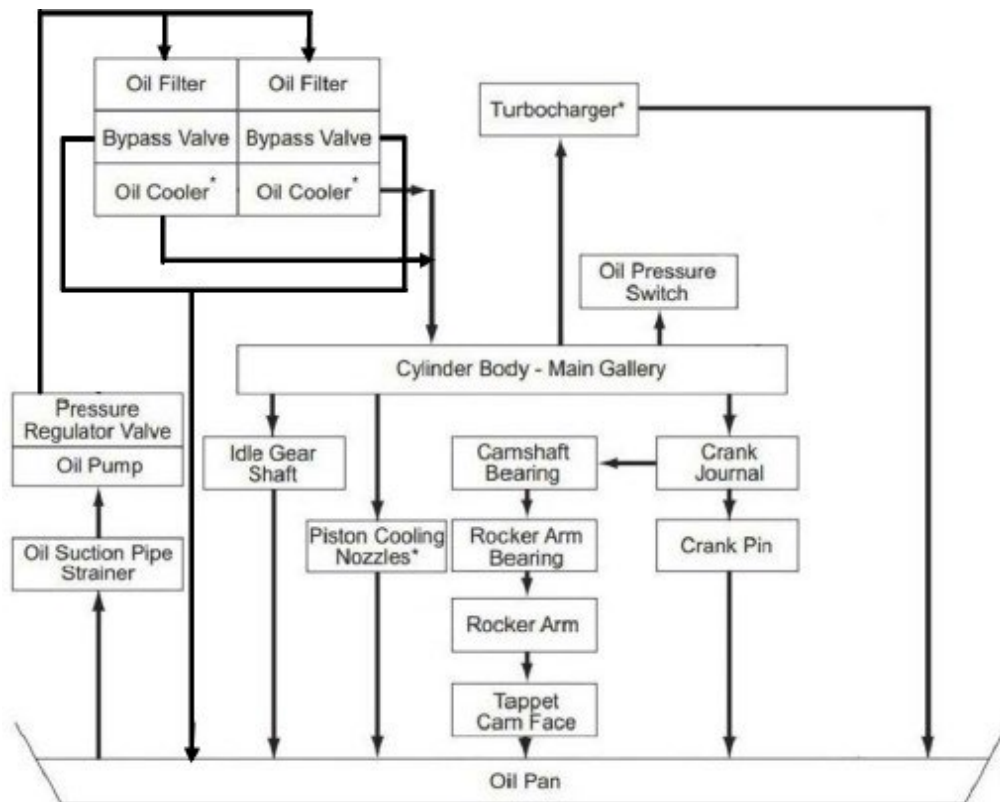 Oil Filter
Oil Filter
Bypass Valve
Bypass Valve
Oil Cooler*
Oil Cooler*
Turbocharger*
Oil Pressure
Switch
Cylinder Body - Main Gallery
Pressure
Regulator Valve
Oil Pump
Oil Suction Pipe
Strainer
Idle Gear
Shaft
Piston Cooling
Nozzles*
Camshaft
Bearing
Rocker Arm
Bearing
Rocker Arm
Tappet
Cam Face
Crank
Journal
Crank Pin
Oil Pan